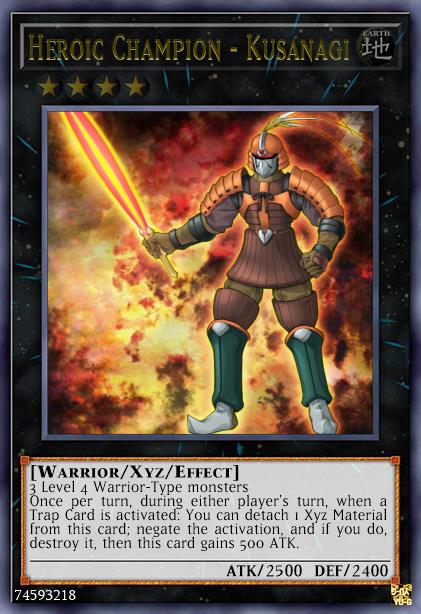 Heroic Champion - Kusanagi
EARTH
地
[Warrior/Xyz/Effect]
3 Level 4 Warrior-Type monsters
Once per turn, during either player's turn, when a
Trap Card is activated: You can detach 1 Xyz Material
from this card; negate the activation, and if you do,
destroy it, then this card gains 500 ATK.
ATK/2500 DEF/2400
74593218